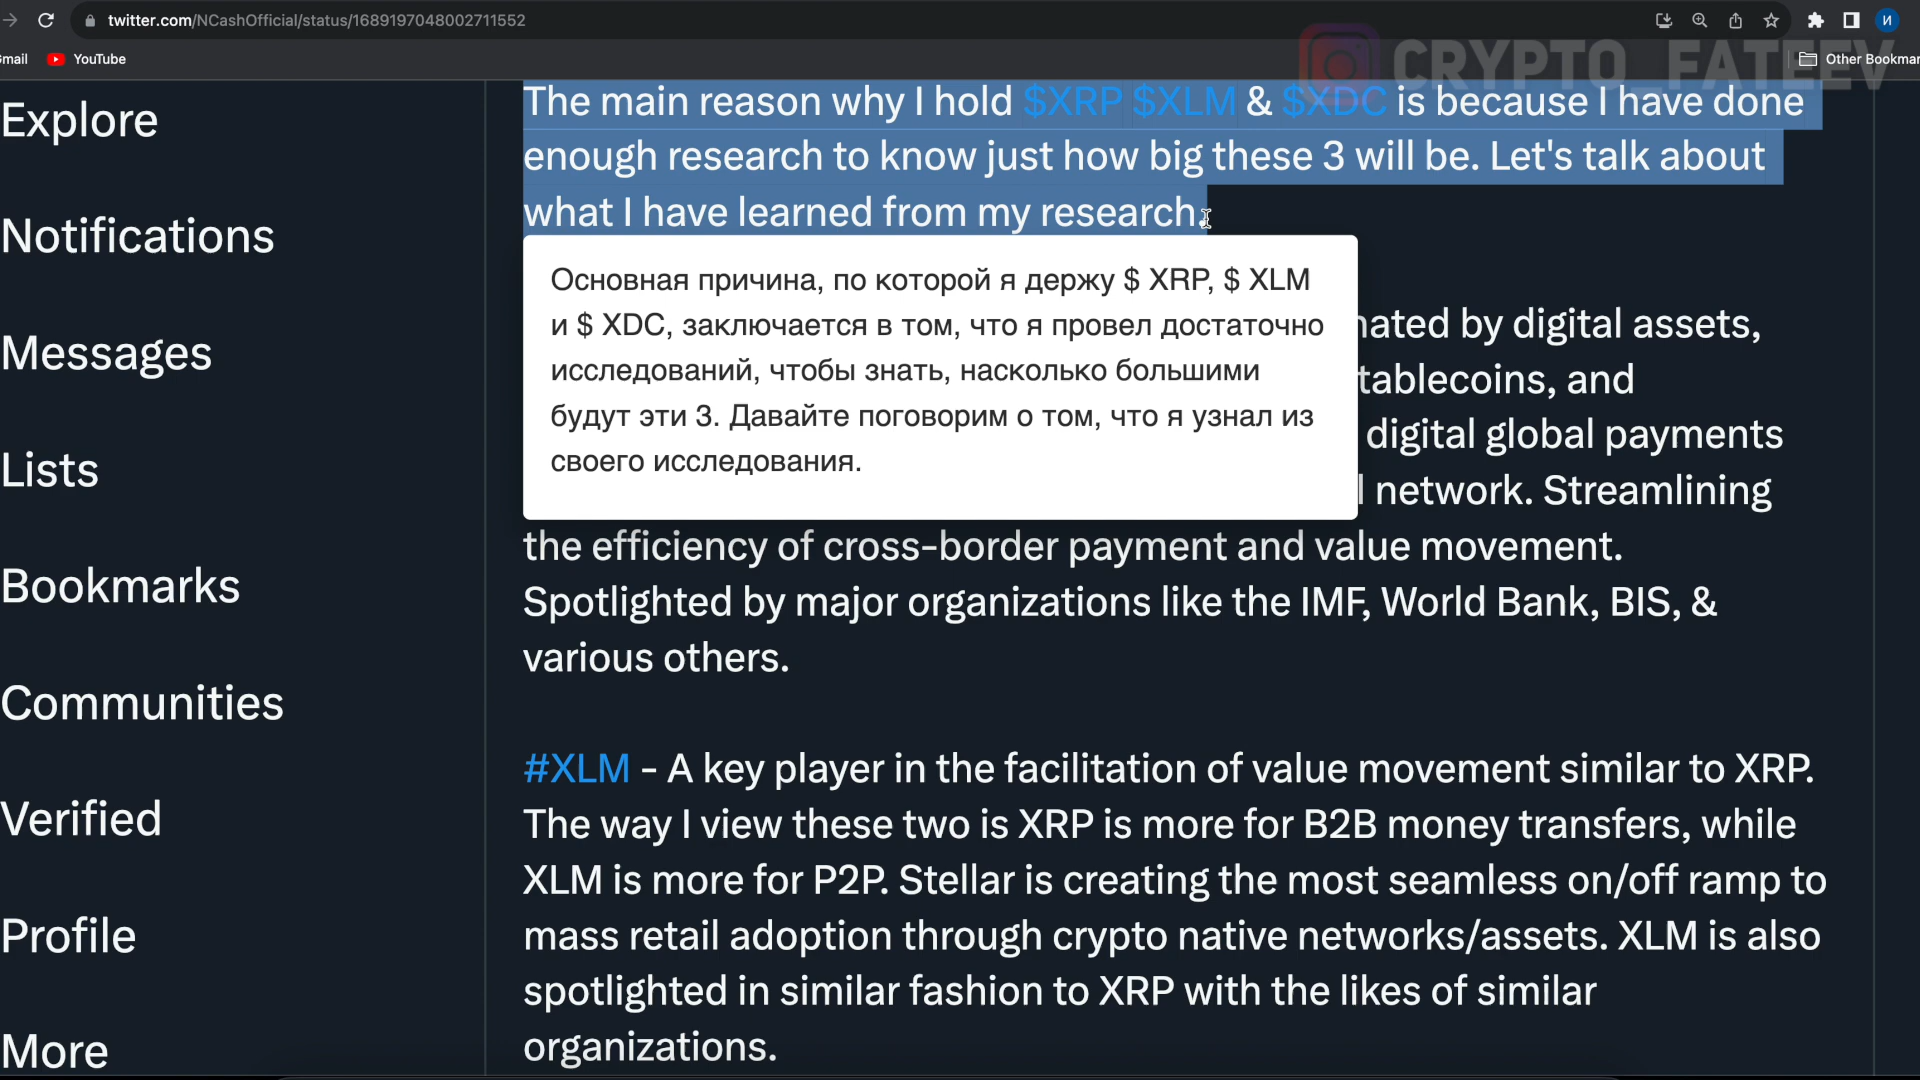 twitter.com/NCashOfficial/status/1689197048002711552
И
Gmail
YouTube
CRYPTO_FATEEV
Other Bookmar
Explore
Notifications
Messages
Lists
Bookmarks
Communities
Verified
Profile
More
The main reason why I hold $XRP $XLM & $XDC is because I have done
enough research to know just how big these 3 will be. Let's talk about
what I have learned from my research.
Основная причина, по которой я держу $ XRP, $ XLM
и $ XDC, заключается в том, что я провел достаточно
исследований, чтобы знать, насколько большими
будут эти 3. Давайте поговорим о том, что я узнал из
своего исследования.
by digital assets,
and
digital global payments
network. Streamlining
the efficiency of cross-border payment and value movement.
Spotlighted by major organizations like the IMF, World Bank, BIS, &
various others.
#XLM - A key player in the facilitation of value movement similar to XRP.
The way I view these two is XRP is more for B2B money transfers, while
XLM is more for P2P. Stellar is creating the most seamless on/off ramp to
mass retail adoption through crypto native networks/assets. XLM is also
spotlighted in similar fashion to XRP with the likes of similar
organizations.